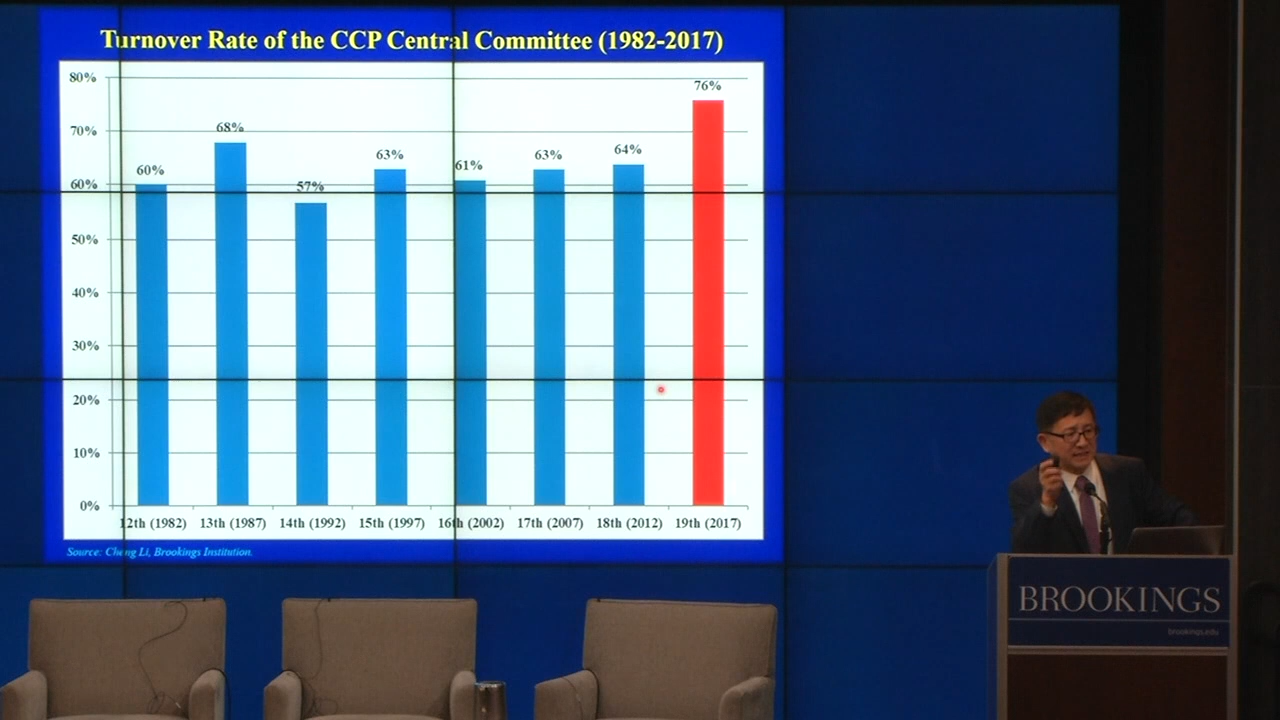 Turnover Rate of the CCP Central Committee (1982-2017)
80%
70%
60%
50%
40%
30%
20%
10%
0%
60%
68%
57%
63%
61%
63%
64%
76%
12th (1982)
13th (1987)
14th (1992)
15th (1997)
16th (2002)
17th (2007)
18th (2012)
19th (2017)
Source: Cheng Li, Brookings Institution.
BROOKINGS
brookings.edu